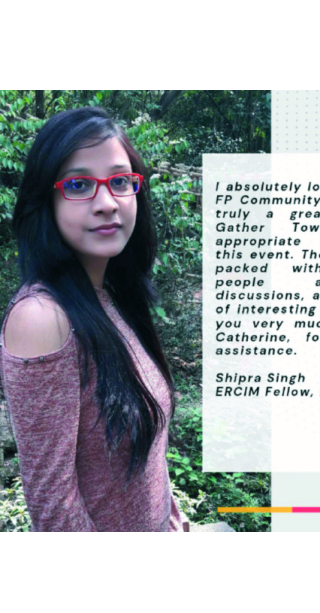 I absolutely lo
FP Community
truly a grea
Gather Tow
appropriate
this event. The
packed with
people a
discussions, a
of interesting
you very muc
Catherine, fo
assistance.
Shipra Singh
ERCIM Fellow,